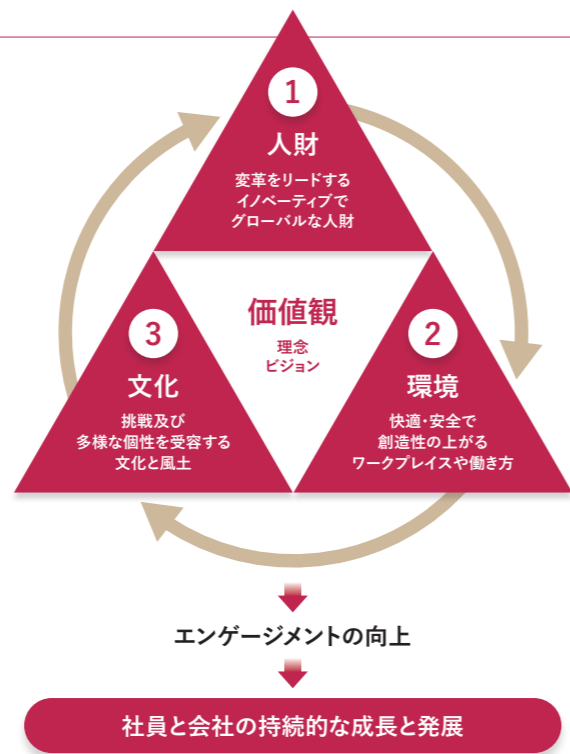 1
人財
変革をリードする
イノベーティブで
グローバルな人財
価値観
理念
ビジョン
3
文化
挑戦及び
多様な個性を受容する
文化と風土
2
環境
快適・安全で
創造性の上がる
ワークプレイスや働き方
エンゲージメントの向上
社員と会社の持続的な成長と発展